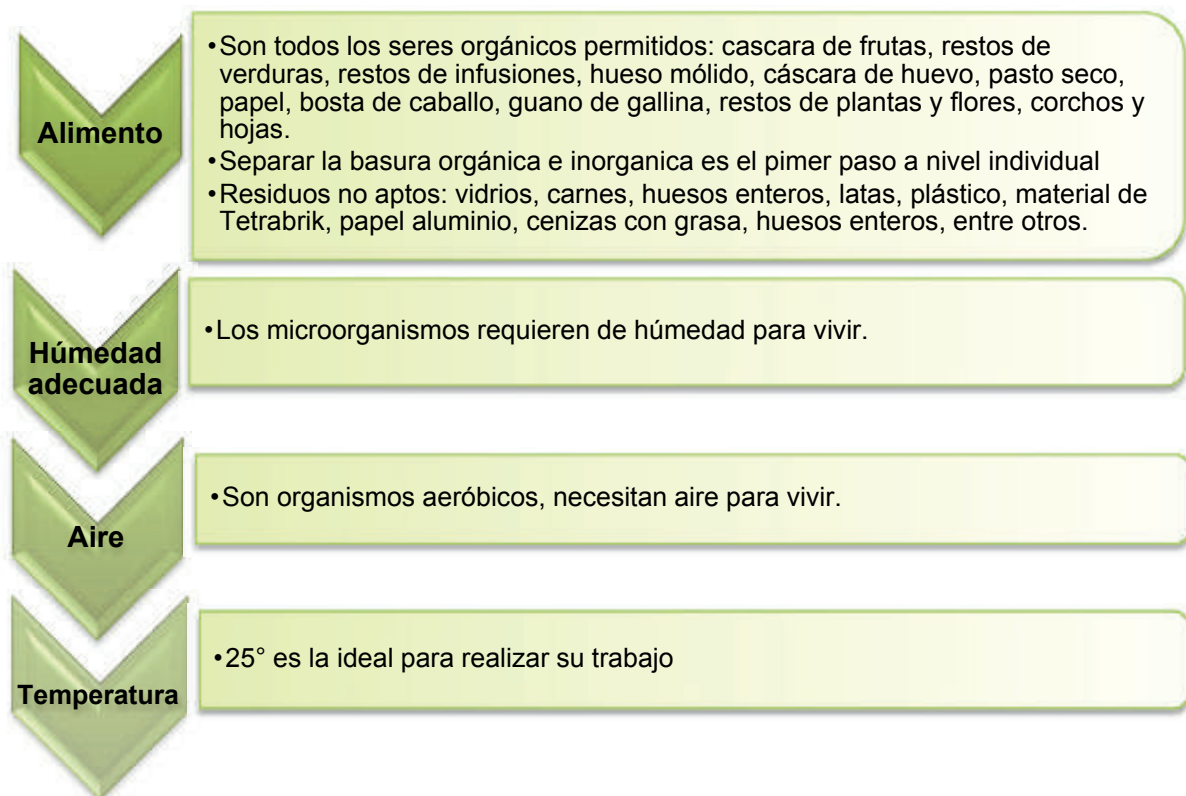 Alimento
•Son todos los seres orgánicos permitidos: cascara de frutas, restos de
verduras, restos de infusiones, hueso mólido, cáscara de huevo, pasto seco,
papel, bosta de caballo, guano de gallina, restos de plantas y flores, corchos y
hojas.
•Separar la basura orgánica e inorganica es el pimer paso a nivel individual
•Residuos no aptos: vidrios, carnes, huesos enteros, latas, plástico, material de
Tetrabrik, papel aluminio, cenizas con grasa, huesos enteros, entre otros.
Húmedad
adecuada
•Los microorganismos requieren de húmedad para vivir.
Aire
•Son organismos aeróbicos, necesitan aire para vivir.
Temperatura
•25° es la ideal para realizar su trabajo